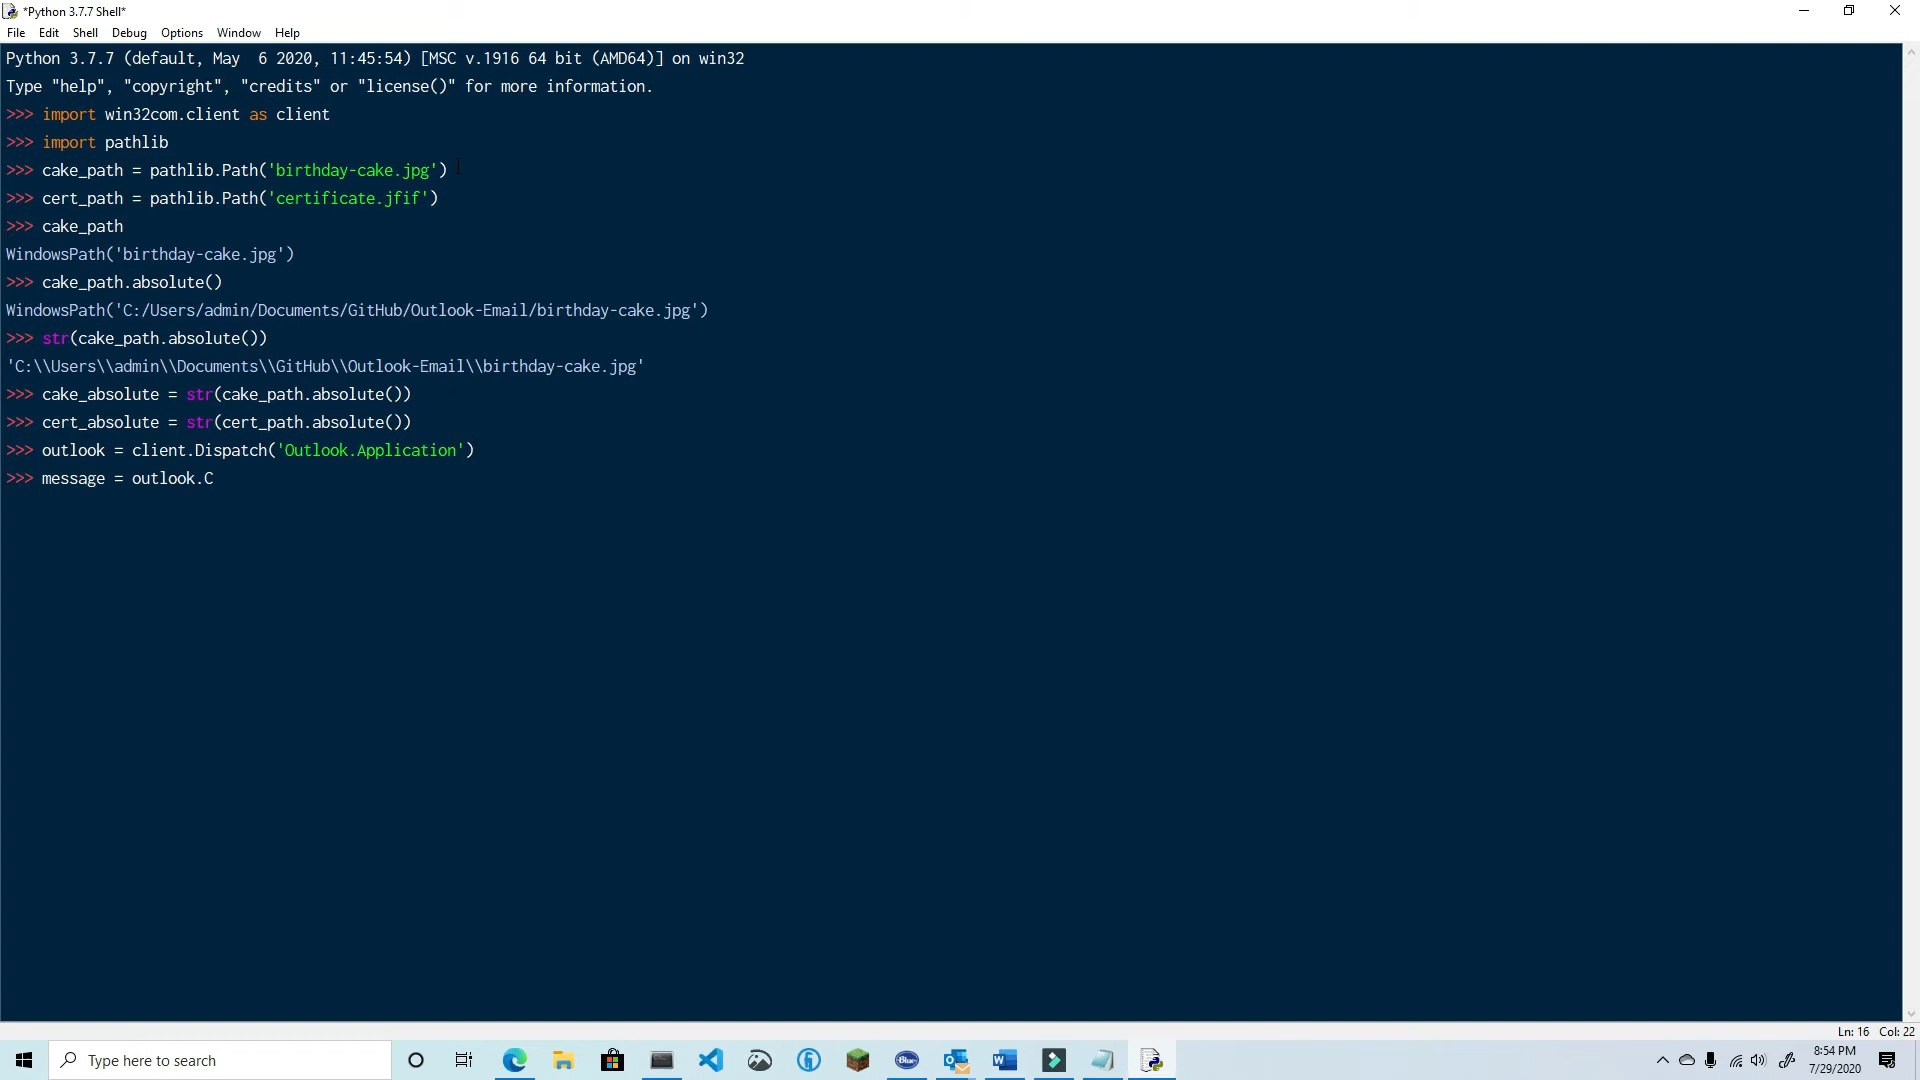 *Python 3.7.7 Shell*
File Edit Shell Debug Options Window Help
Python 3.7.7 (default, May  6 2020, 11:45:54) [MSC v.1916 64 bit (AMD64)] on win32
Type "help", "copyright", "credits" or "license()" for more information.
>>> import win32com.client as client
>>> import pathlib
>>> cake_path = pathlib.Path('birthday-cake.jpg')
>>> cert_path = pathlib.Path('certificate.jfif')
>>> cake_path
WindowsPath('birthday-cake.jpg')
>>> cake_path.absolute()
WindowsPath('C:/Users/admin/Documents/GitHub/Outlook-Email/birthday-cake.jpg')
>>> str(cake_path.absolute())
'C:\\Users\\admin\\Documents\\GitHub\\Outlook-Email\\birthday-cake.jpg'
>>> cake_absolute = str(cake_path.absolute())
>>> cert_absolute = str(cert_path.absolute())
>>> outlook = client.Dispatch('Outlook.Application')
>>> message = outlook.C
Ln: 16 Col: 22
Type here to search
Blue
8:54 PM
7/29/2020